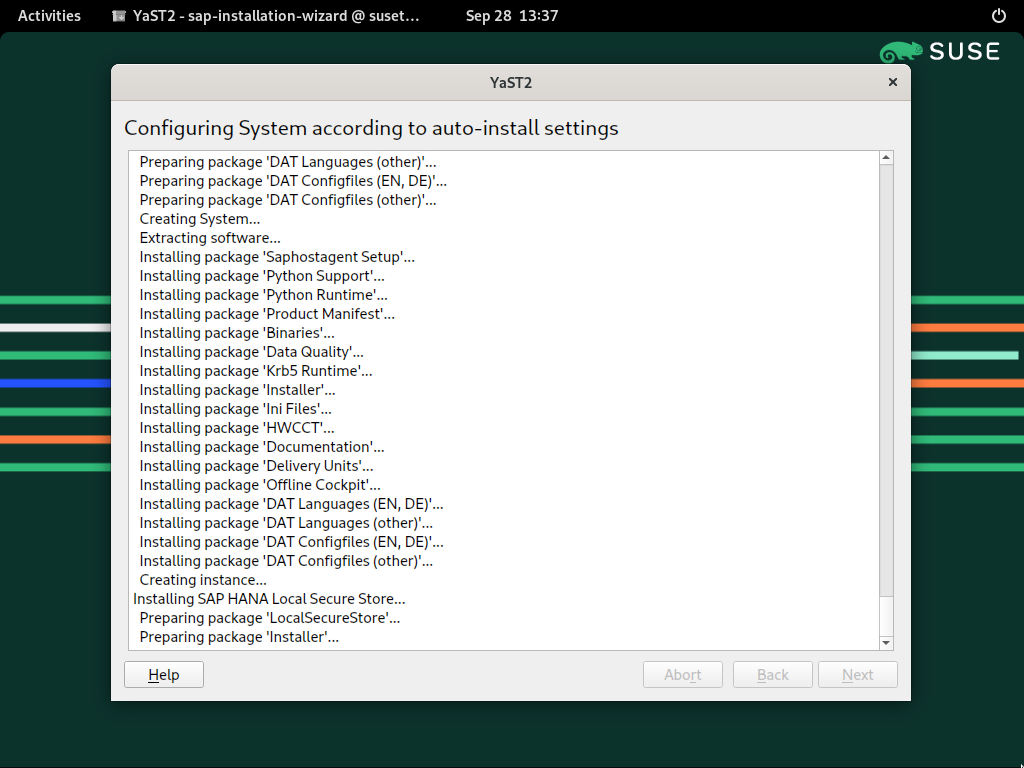 Activities YaST2 - sap-installation-wizard @ suset… Sep 28 13:37
SUSE
YaST2
Configuring System according to auto-install settings
Preparing package 'DAT Languages (other)'...
Preparing package 'DAT Configfiles (EN, DE)'...
Preparing package 'DAT Configfiles (other)'...
Creating System...
Extracting software...
Installing package 'Saphostagent Setup'...
Installing package 'Python Support'...
Installing package 'Python Runtime'...
Installing package 'Product Manifest'...
Installing package 'Binaries'...
Installing package 'Data Quality'...
Installing package 'Krb5 Runtime'...
Installing package 'Installer'...
Installing package 'Ini Files'...
Installing package 'HWCCT'...
Installing package 'Documentation'...
Installing package 'Delivery Units'...
Installing package 'Offline Cockpit'...
Installing package 'DAT Languages (EN, DE)'...
Installing package 'DAT Languages (other)'...
Installing package 'DAT Configfiles (EN, DE)'...
Installing package 'DAT Configfiles (other)'...
Creating instance...
Installing SAP HANA Local Secure Store...
Preparing package 'LocalSecureStore'...
Preparing package 'Installer'...
Help Abort Back Next